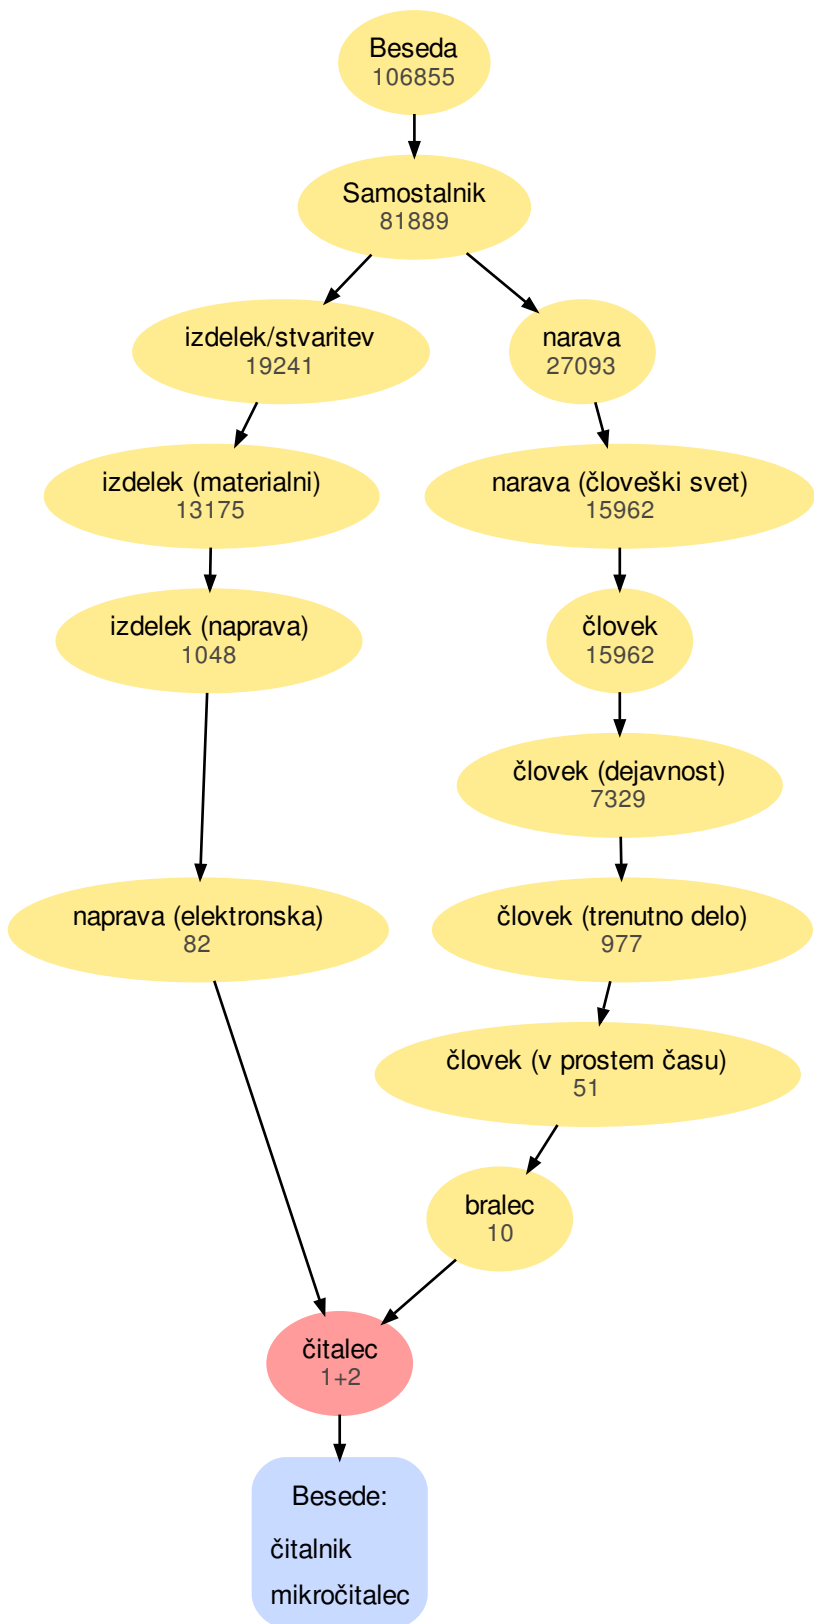 Beseda
106855
Samostalnik
81889
izdelek/stvaritev
19241
narava
27093
izdelek (materialni)
13175
narava (človeški svet)
15962
izdelek (naprava)
1048
človek
15962
človek (dejavnost)
7329
naprava (elektronska)
82
človek (trenutno delo)
977
človek (v prostem času)
51
bralec
10
čitalec
1+2
Besede:
čitalnik
mikročitalec